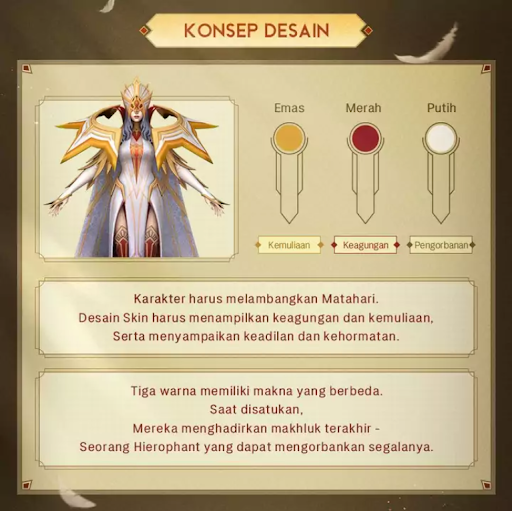 KONSEP DESAIN
Emas
Merah
Putih
Kemuliaan
Keagungan
Pengorbanan
Karakter harus melambangkan Matahari.
Desain Skin harus menampilkan keagungan dan kemuliaan,
Serta menyampaikan keadilan dan kehormatan.
Tiga warna memiliki makna yang berbeda.
Saat disatukan,
Mereka menghadirkan makhluk terakhir -
Seorang Hierophant yang dapat mengorbankan segalanya.